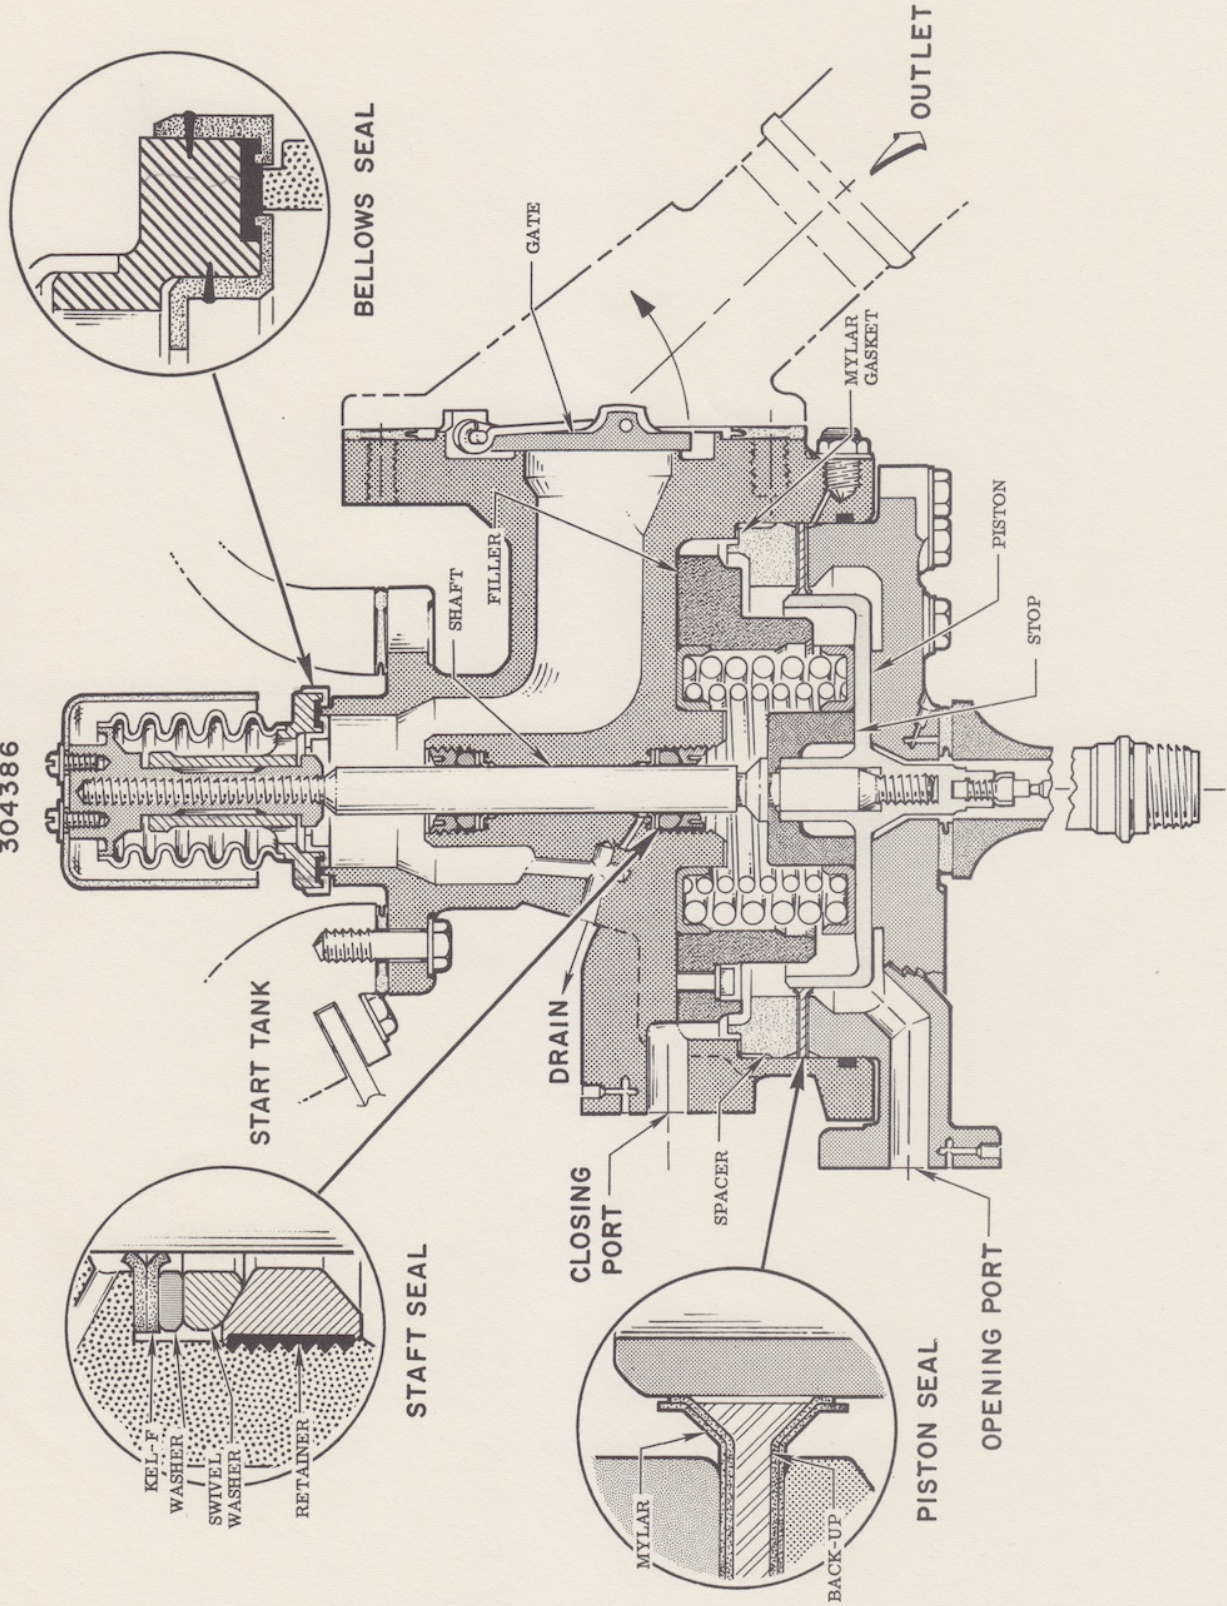 304386
BELLOWS SEAL
OUTLET
GATE
MYLAR
GASKET
SHAFT
FILLER
PISTON
STOP
START TANK
DRAIN
STAFT SEAL
KEL-F
WASHER
SWIVEL
WASHER
RETAINER
CLOSING
PORT
SPACER
PISTON SEAL
MYLAR
BACK-UP
OPENING PORT